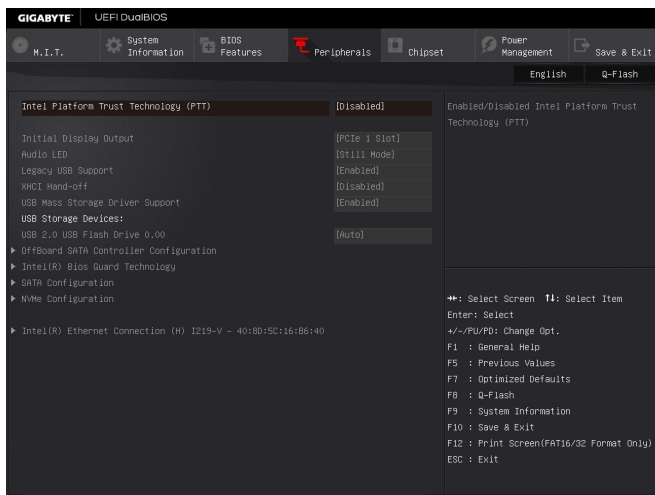 GIGABYTE™ UEFI DualBIOS
M.I.T.
System Information
BIOS Features
Peripherals
Chipset
Power Management
Save & Exit
English Q-Flash
Intel Platform Trust Technology (PTT) [Disabled]
Initial Display Output [PCIe 1 Slot]
Audio LED [Still Mode]
Legacy USB Support [Enabled]
XHCI Hand-off [Disabled]
USB Mass Storage Driver Support [Enabled]
USB Storage Devices:
USB 2.0 USB Flash Drive 0.00 [Auto]
OffBoard SATA Controller Configuration
Intel(R) Bios Guard Technology
SATA Configuration
NVMe Configuration
Intel(R) Ethernet Connection (H) I219-V - 40:8D:5C:16:B6:40
Enabled/Disabled Intel Platform Trust
Technology (PTT)
→←: Select Screen ↑↓: Select Item
Enter: Select
+/-/PU/PD: Change Opt.
F1 : General Help
F5 : Previous Values
F7 : Optimized Defaults
F8 : Q-Flash
F9 : System Information
F10 : Save & Exit
F12 : Print Screen(FAT16/32 Format Only)
ESC : Exit